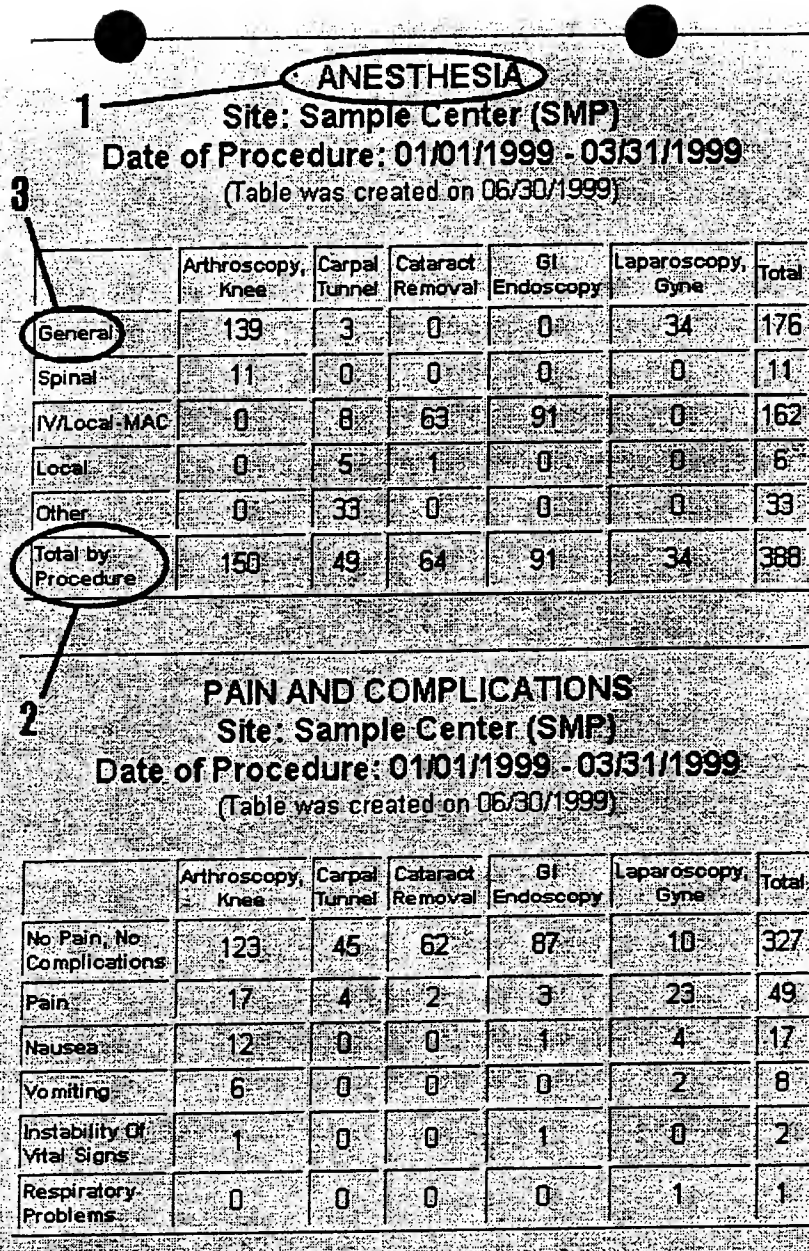 ANESTHESIA
1
Site: Sample Center (SMP)
Date of Procedure: 01/01/1999 - 03/31/1999
(Table was created on 06/30/1999)
3
Arthroscopy, Knee Carpal Tunnel Cataract Removal GI Endoscopy Laparoscopy, Gyne Total
General 139 3 0 0 34 176
Spinal 11 0 0 0 0 11
IV/Local-MAC 0 8 63 91 0 162
Local 0 5 1 0 0 6
Other 0 33 0 0 0 33
Total by Procedure 150 49 64 91 34 388
2
PAIN AND COMPLICATIONS
Site: Sample Center (SMP)
Date of Procedure: 01/01/1999 - 03/31/1999
(Table was created on 06/30/1999)
Arthroscopy, Knee Carpal Tunnel Cataract Removal GI Endoscopy Laparoscopy, Gyne Total
No Pain, No Complications 123 45 62 87 10 327
Pain 17 4 2 3 23 49
Nausea 12 0 0 1 4 17
Vomiting 6 0 0 0 2 8
Instability Of Vital Signs 1 0 0 1 0 2
Respiratory Problems 0 0 0 0 1 1